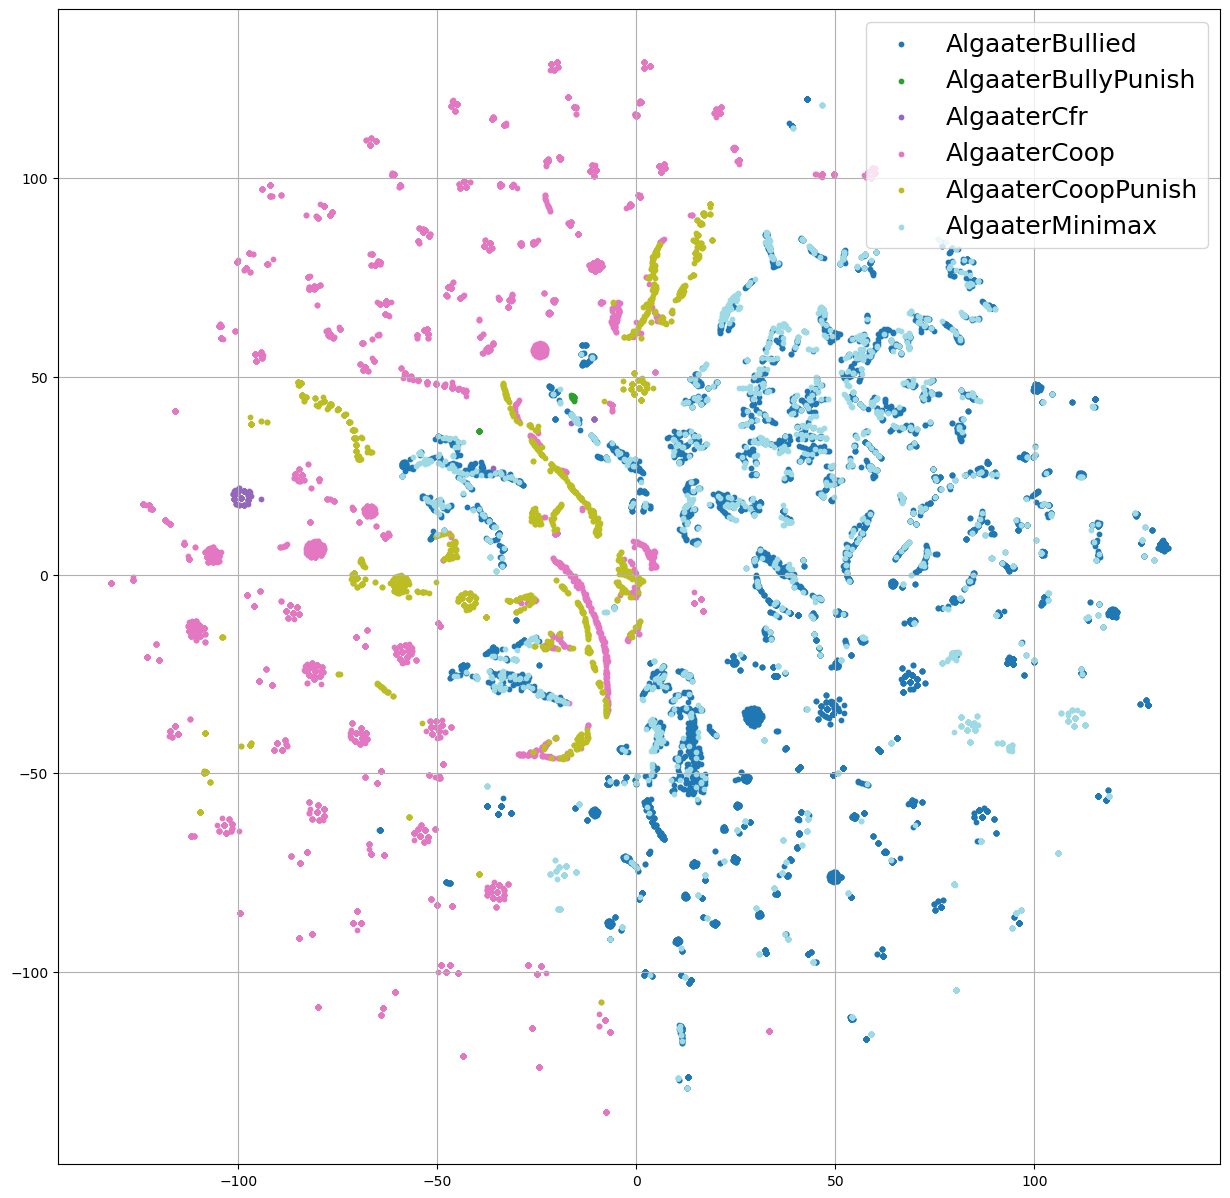 AlgaaterBullied
AlgaaterBullyPunish
AlgaaterCfr
AlgaaterCoop
AlgaaterCoopPunish
AlgaaterMinimax
100
50
0
−50
−100
−100
−50
0
50
100